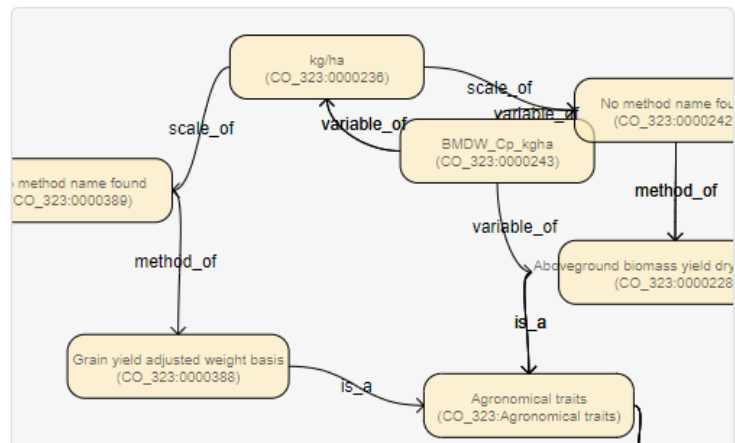 kg/ha
(CO_323:0000236)
scale_of
No method name fou
(CO_323:0000242
variable_of
variable_of
scale_of
BMDW_Cp_kgha
(CO_323:0000243)
method name found
CO_323:0000389)
method_of
variable_of
method_of
Aboveground biomass yield dry
(CO_323:0000228
is_a
Grain yield adjusted weight basis
(CO_323:0000388)
is_a
Agronomical traits
(CO_323:Agronomical traits)